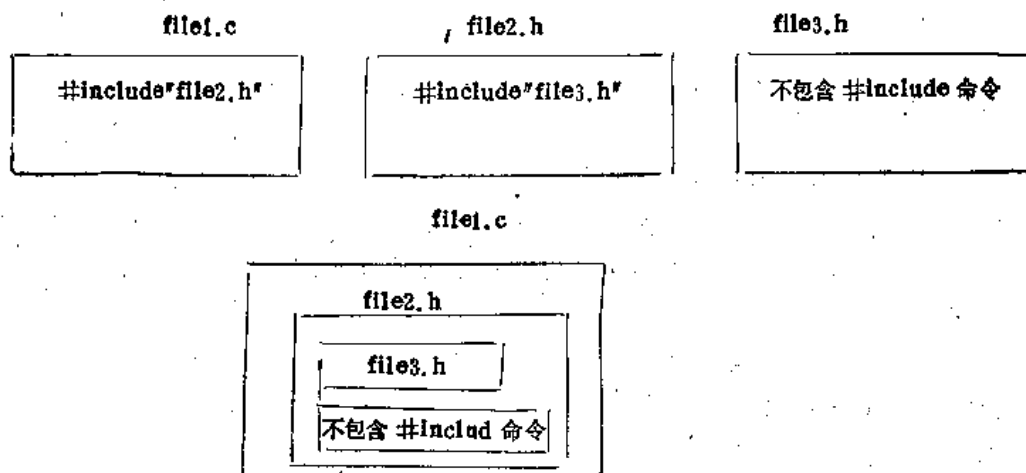 file1.c
file2.h
file3.h
#include"file2.h"
#include"file3.h"
不包含 #include 命令
file1.c
file2.h
file3.h
不包含 #includ 命令